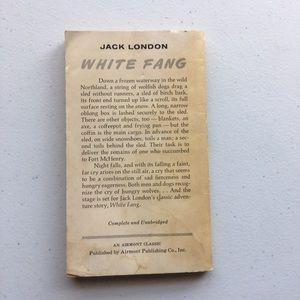 JACK LONDON
WHITE FANG
Down a frozen waterway in the wild
Northland, a string of wolfish dogs drag a
sled without runners, a sled of birch bark,
its front end turned up like a scroll, its full
surface resting on the snow. A long, narrow
oblong box is lashed securely to the sled.
There are other objects, too — blankets, an
axe, a coffeepot and frying pan — but the
coffin is the main cargo. In advance of the
sled, on wide snowshoes, toils a man; a sec-
ond toils behind the sled. Their task is to
deliver the remains of one who succumbed
to Fort McHenry.
Night falls, and with its falling a faint,
far cry arises on the still air, a cry that seems
to be a combination of sad fierceness and
hungry eagerness. Both men and dogs recog-
nize the cry of hungry wolves. . . And the
stage is set for Jack London's classic adven-
ture story, White Fang.
Complete and Unabridged
AN AIRMONT CLASSIC
Published by Airmont Publishing Co., Inc.